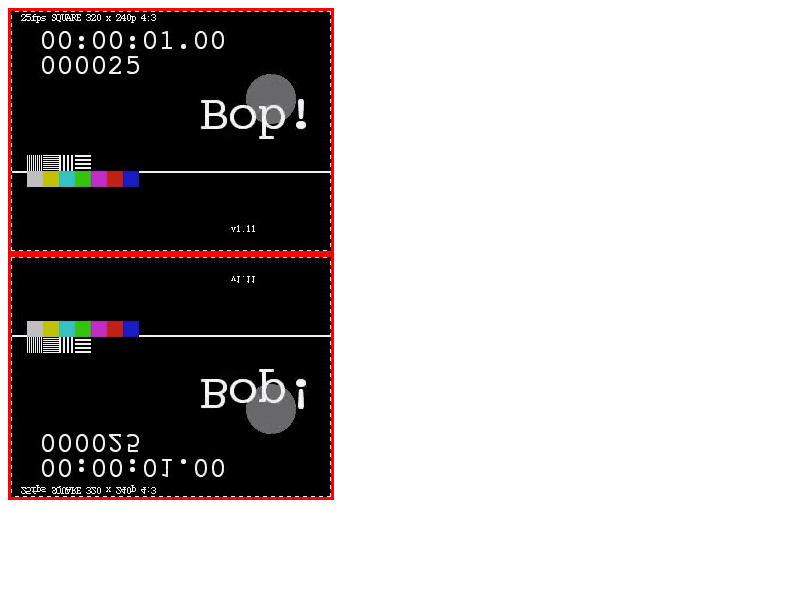 25fps SQUARE 320 x 240p 4:3
00:00:01.00
000025
Bop!
v1.11
v1.11
Bop!
000025
00:00:01.00
25fps SQUARE 320 x 240p 4:3